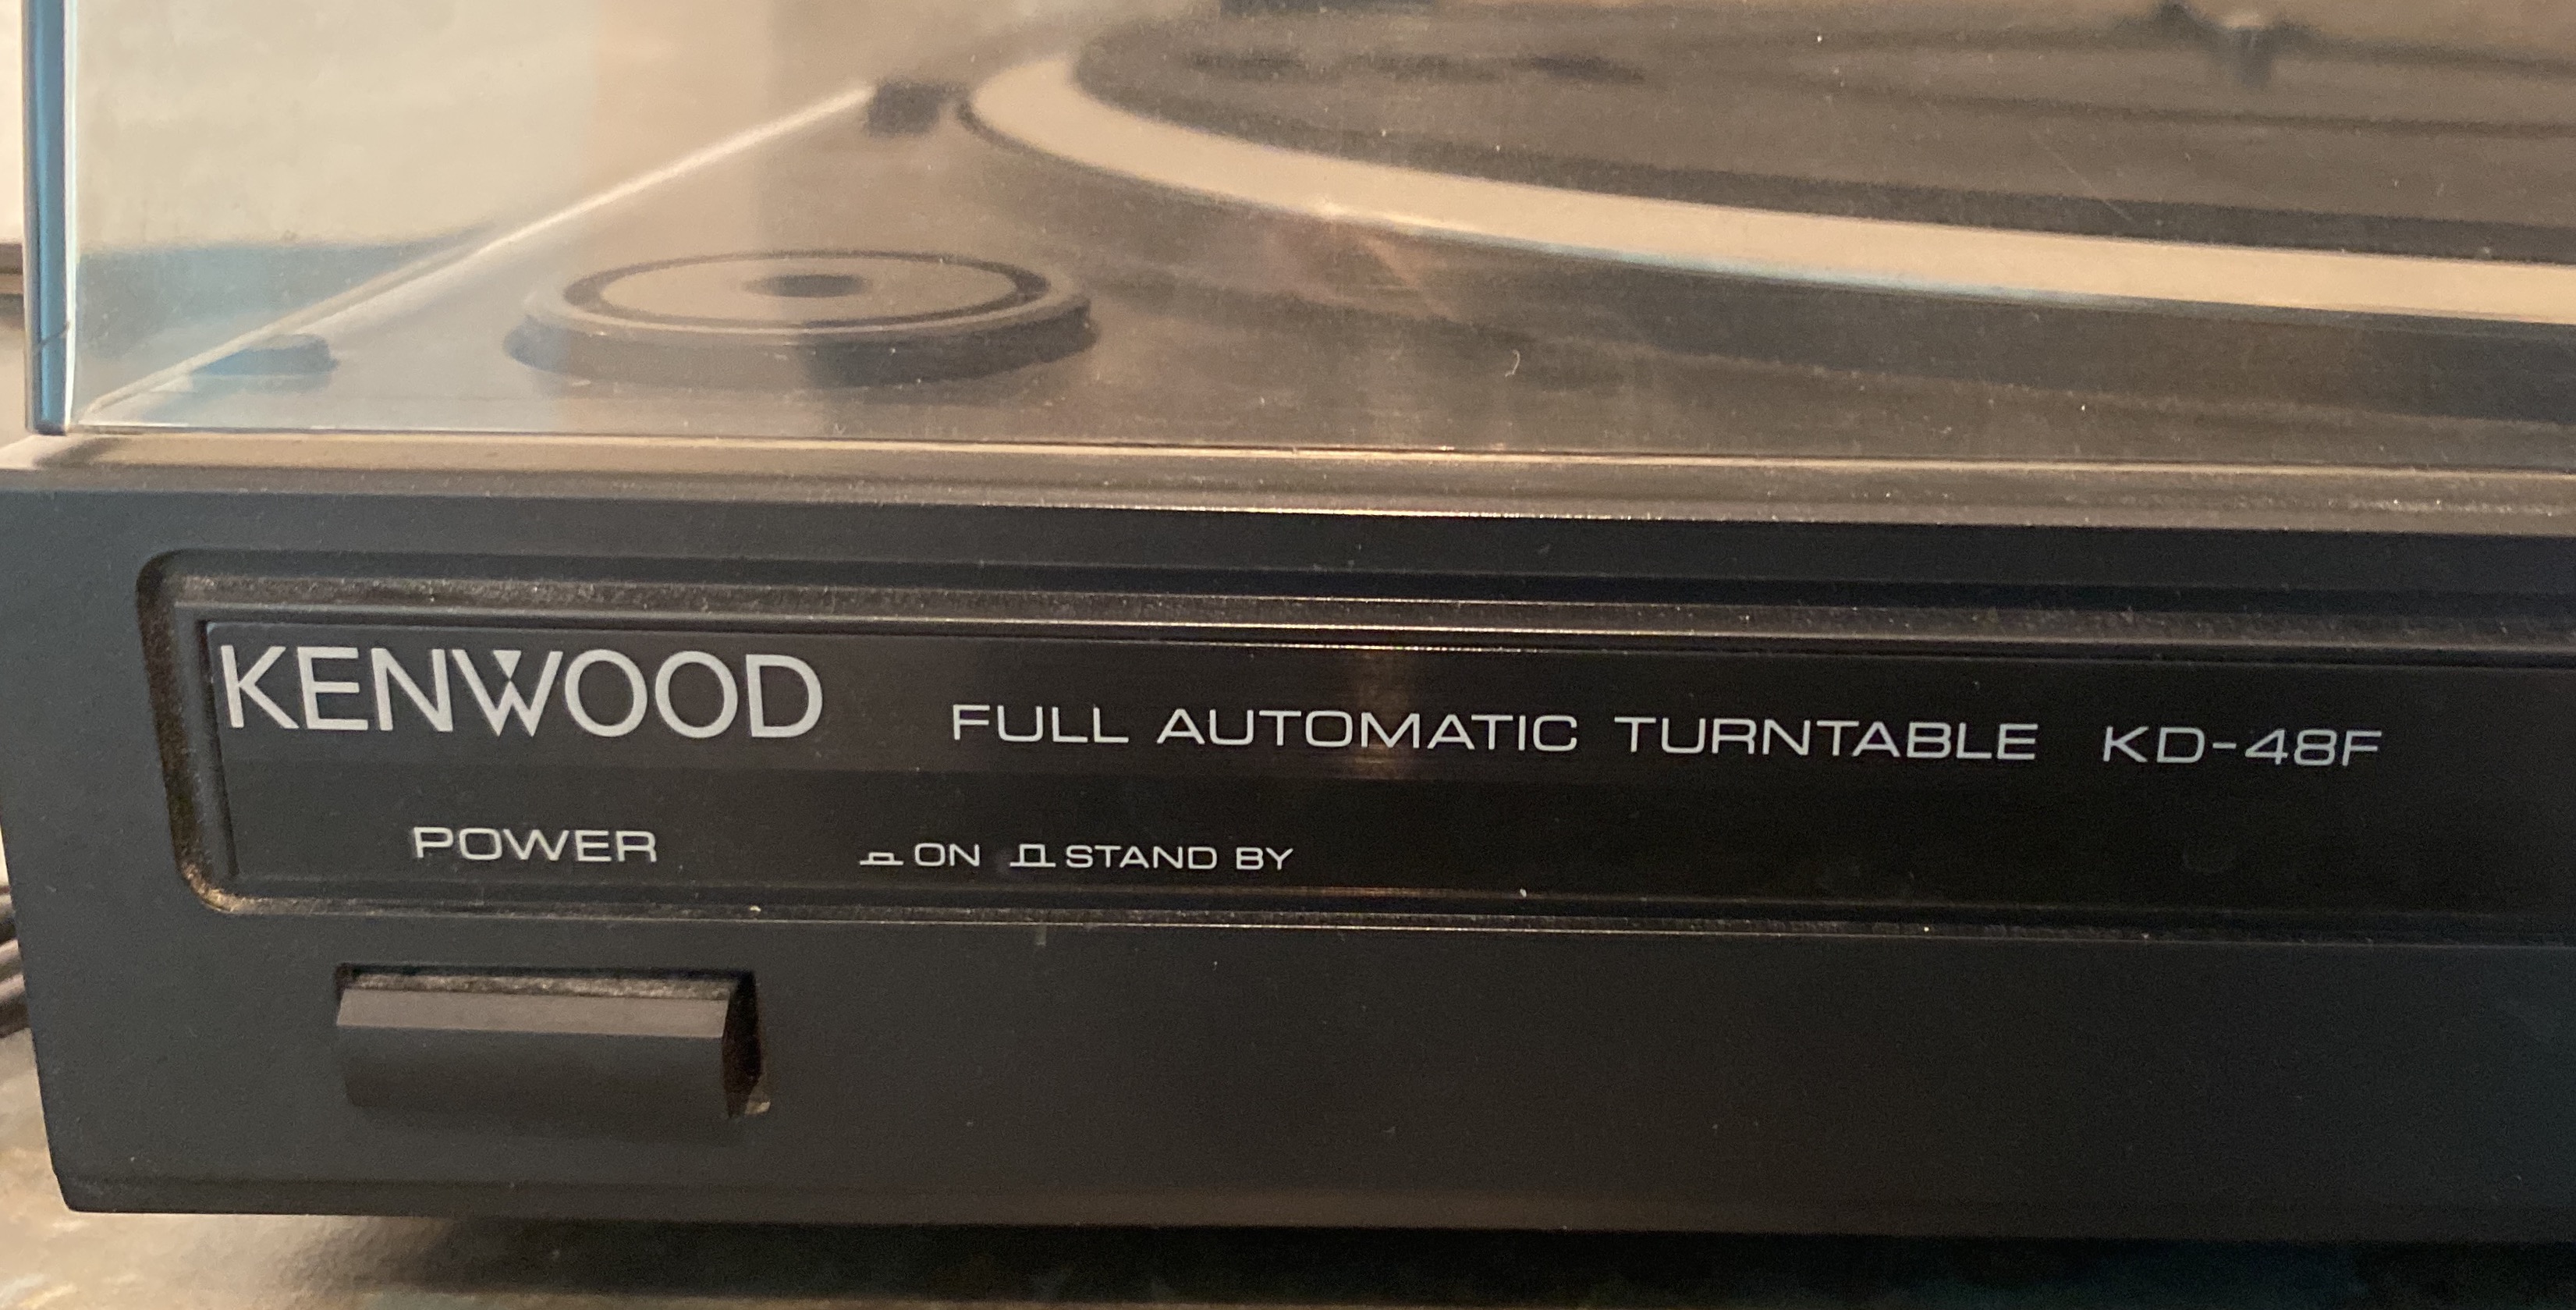 KENWOOD FULL AUTOMATIC TURNTABLE KD-48F
POWER ON STAND BY